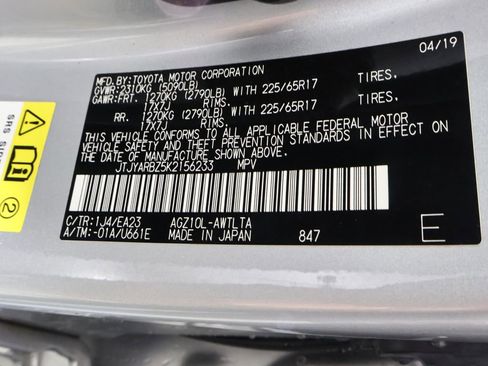 04/19
MFD.BY:TOYOTA MOTOR CORPORATION
GVWR:2310KG (5090LB)
GAWR:FRT. 1270KG (2790LB) WITH 225/65R17 TIRES,
17X7J RIMS.
RR. 1270KG (2790LB) WITH 225/65R17 TIRES,
17X7J RIMS.
THIS VEHICLE CONFORMS TO ALL APPLICABLE FEDERAL MOTOR
VEHICLE SAFETY AND THEFT PREVENTION STANDARDS IN EFFECT ON
THE DATE OF MANUFACTURE SHOWN ABOVE.
JTJYARBZ5K2156233 MPV
C/TR:1J4/EA23 AGZ10L-AWTLTA
A/TM:-01A/U661E MADE IN JAPAN 847 E
SRS SID
2